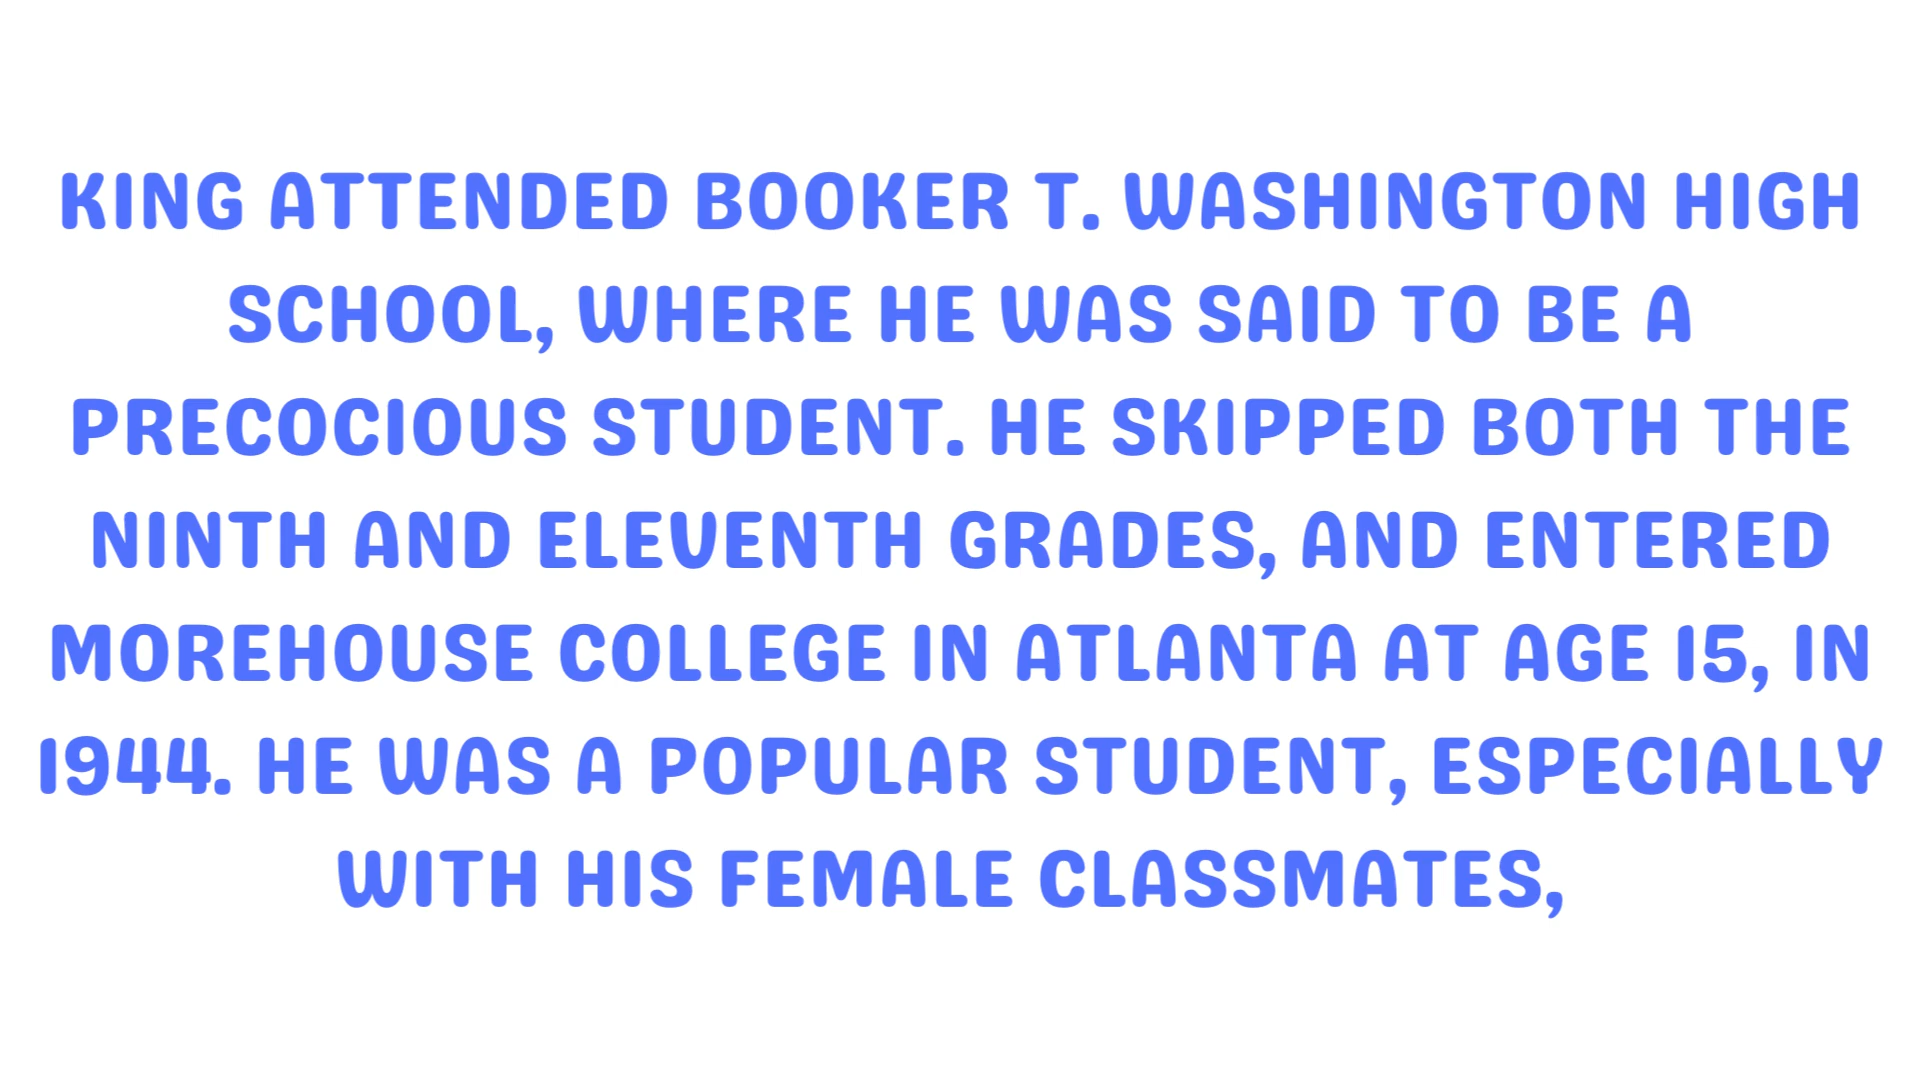 KING ATTENDED BOOKER T. WASHINGTON HIGH
SCHOOL, WHERE HE WAS SAID TO BE A
PRECOCIOUS STUDENT. HE SKIPPED BOTH THE
NINTH AND ELEVENTH GRADES, AND ENTERED
MOREHOUSE COLLEGE IN ATLANTA AT AGE 15, IN
1944. HE WAS A POPULAR STUDENT, ESPECIALLY
WITH HIS FEMALE CLASSMATES,